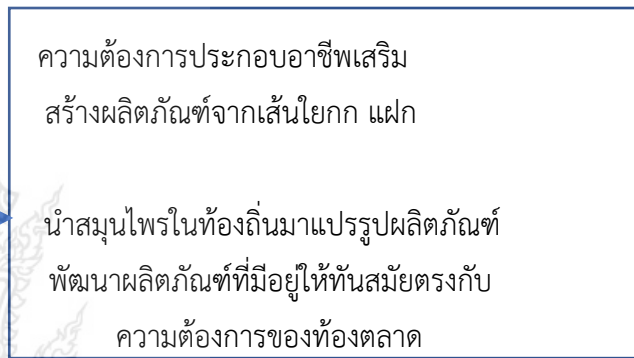 ความต้องการประกอบอาชีพเสริม
สร้างผลิตภัณฑ์จากเส้นใยกก แฝก
นำสมุนไพรในท้องถิ่นมาแปรรูปผลิตภัณฑ์
พัฒนาผลิตภัณฑ์ที่มีอยู่ให้ทันสมัยตรงกับ
ความต้องการของท้องตลาด